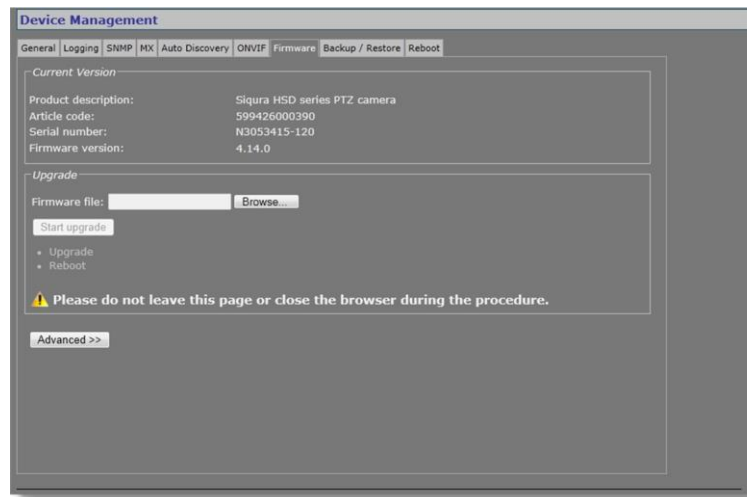 Device Management
General Logging SNMP MX Auto Discovery ONVIF Firmware Backup / Restore Reboot
Current Version
Product description: Siqura HSD series PTZ camera
Article code: 599426000390
Serial number: N3053415-120
Firmware version: 4.14.0
Upgrade
Firmware file: Browse...
Start upgrade
• Upgrade
• Reboot
Please do not leave this page or close the browser during the procedure.
Advanced >>